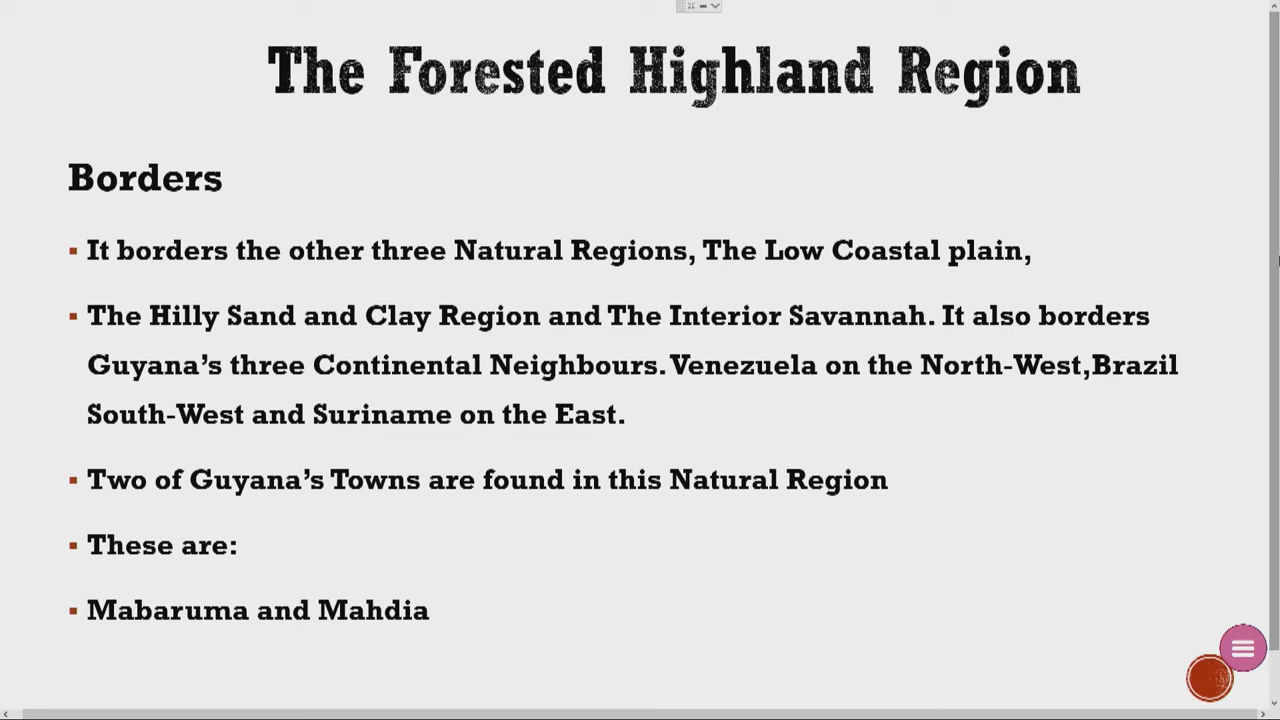 The Forested Highland Region
Borders
It borders the other three Natural Regions, The Low Coastal plain,
The Hilly Sand and Clay Region and The Interior Savannah. It also borders
Guyana's three Continental Neighbours. Venezuela on the North-West,Brazil
South-West and Suriname on the East.
Two of Guyana's Towns are found in this Natural Region
These are:
Mabaruma and Mahdia